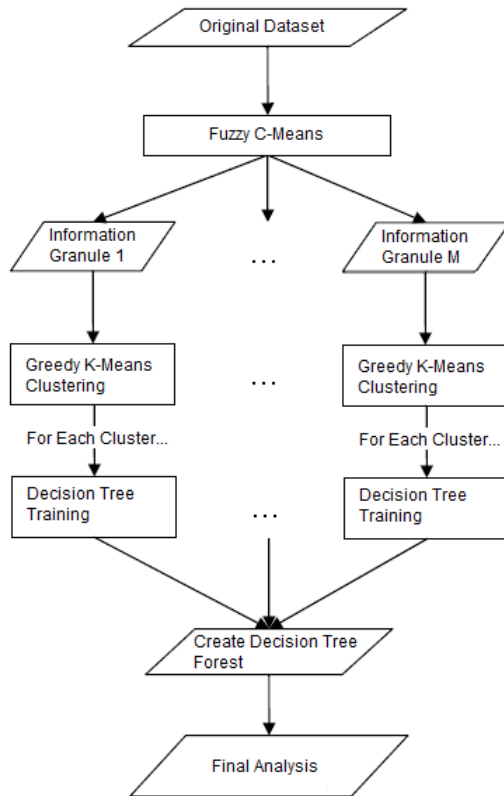 Original Dataset
Fuzzy C-Means
Information
Granule 1
...
Information
Granule M
Greedy K-Means
Clustering
...
Greedy K-Means
Clustering
For Each Cluster...
For Each Cluster...
Decision Tree
Training
...
Decision Tree
Training
Create Decision Tree
Forest
Final Analysis